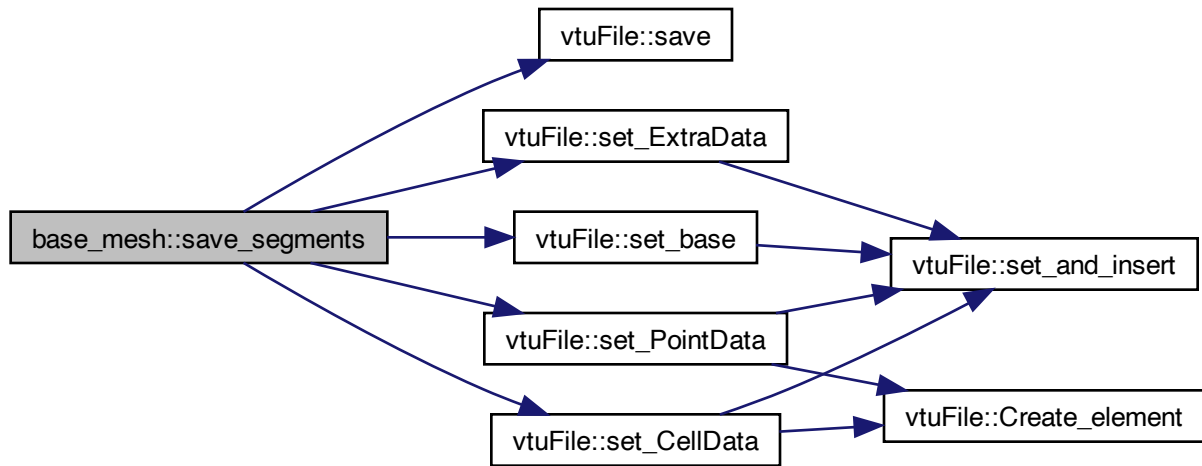 vtuFile::save
vtuFile::set_ExtraData
base_mesh::save_segments
vtuFile::set_base
vtuFile::set_and_insert
vtuFile::set_PointData
vtuFile::Create_element
vtuFile::set_CellData